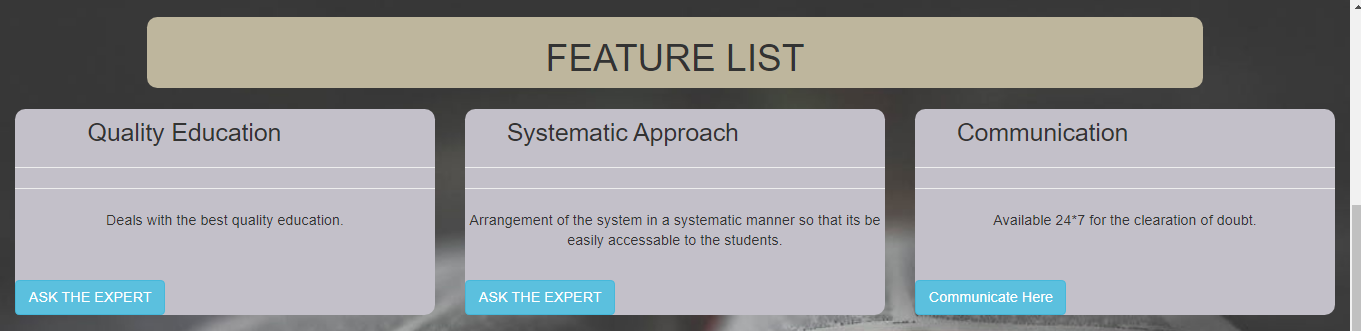 FEATURE LIST
Quality Education
Deals with the best quality education.
ASK THE EXPERT
Systematic Approach
Arrangement of the system in a systematic manner so that its be
easily accessable to the students.
ASK THE EXPERT
Communication
Available 24*7 for the clearation of doubt.
Communicate Here